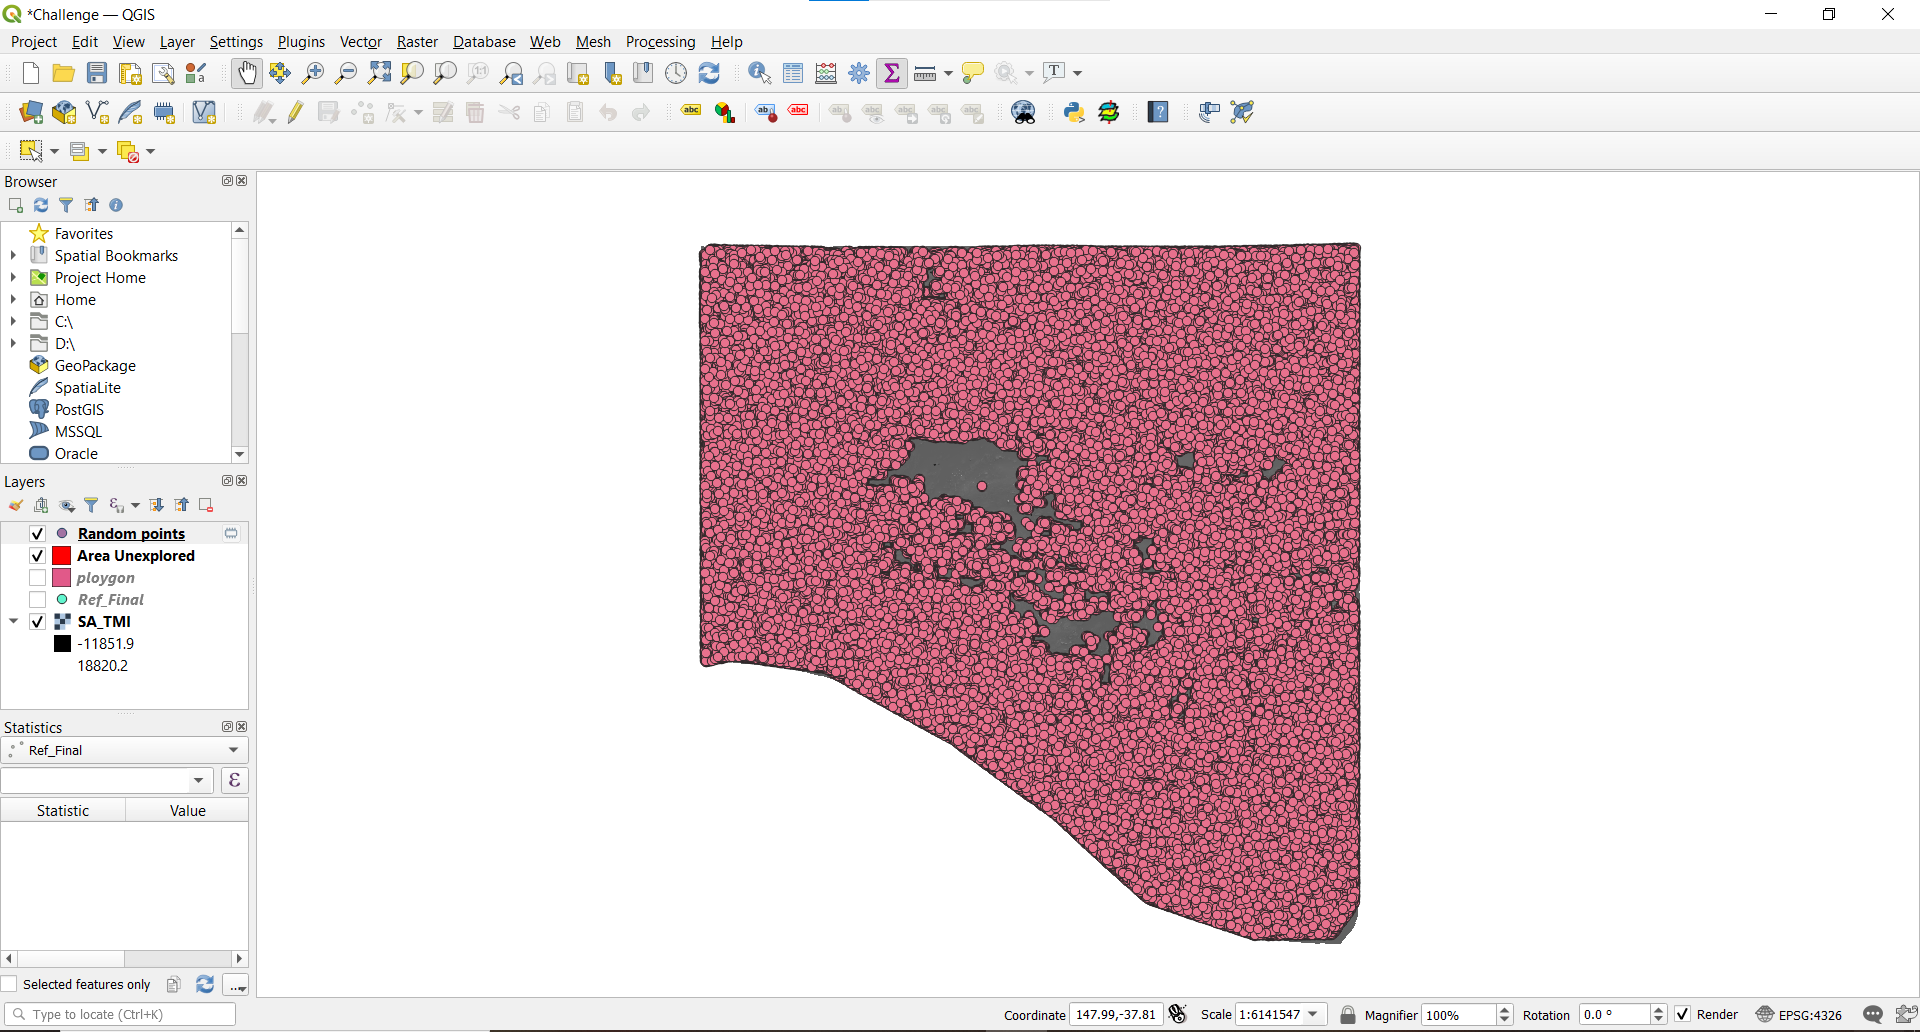 *Challenge — QGIS
Project Edit View Layer Settings Plugins Vector Raster Database Web Mesh Processing Help
Browser
Favorites
Spatial Bookmarks
Project Home
Home
C:\
D:\
GeoPackage
SpatiaLite
PostGIS
MSSQL
Oracle
Layers
Random points
Area Unexplored
ploygon
Ref_Final
SA_TMI
-11851.9
18820.2
Statistics
Ref_Final
Statistic Value
Selected features only
Type to locate (Ctrl+K)
Coordinate 147.99,-37.81 Scale 1:6141547 Magnifier 100% Rotation 0.0 ° Render EPSG:4326